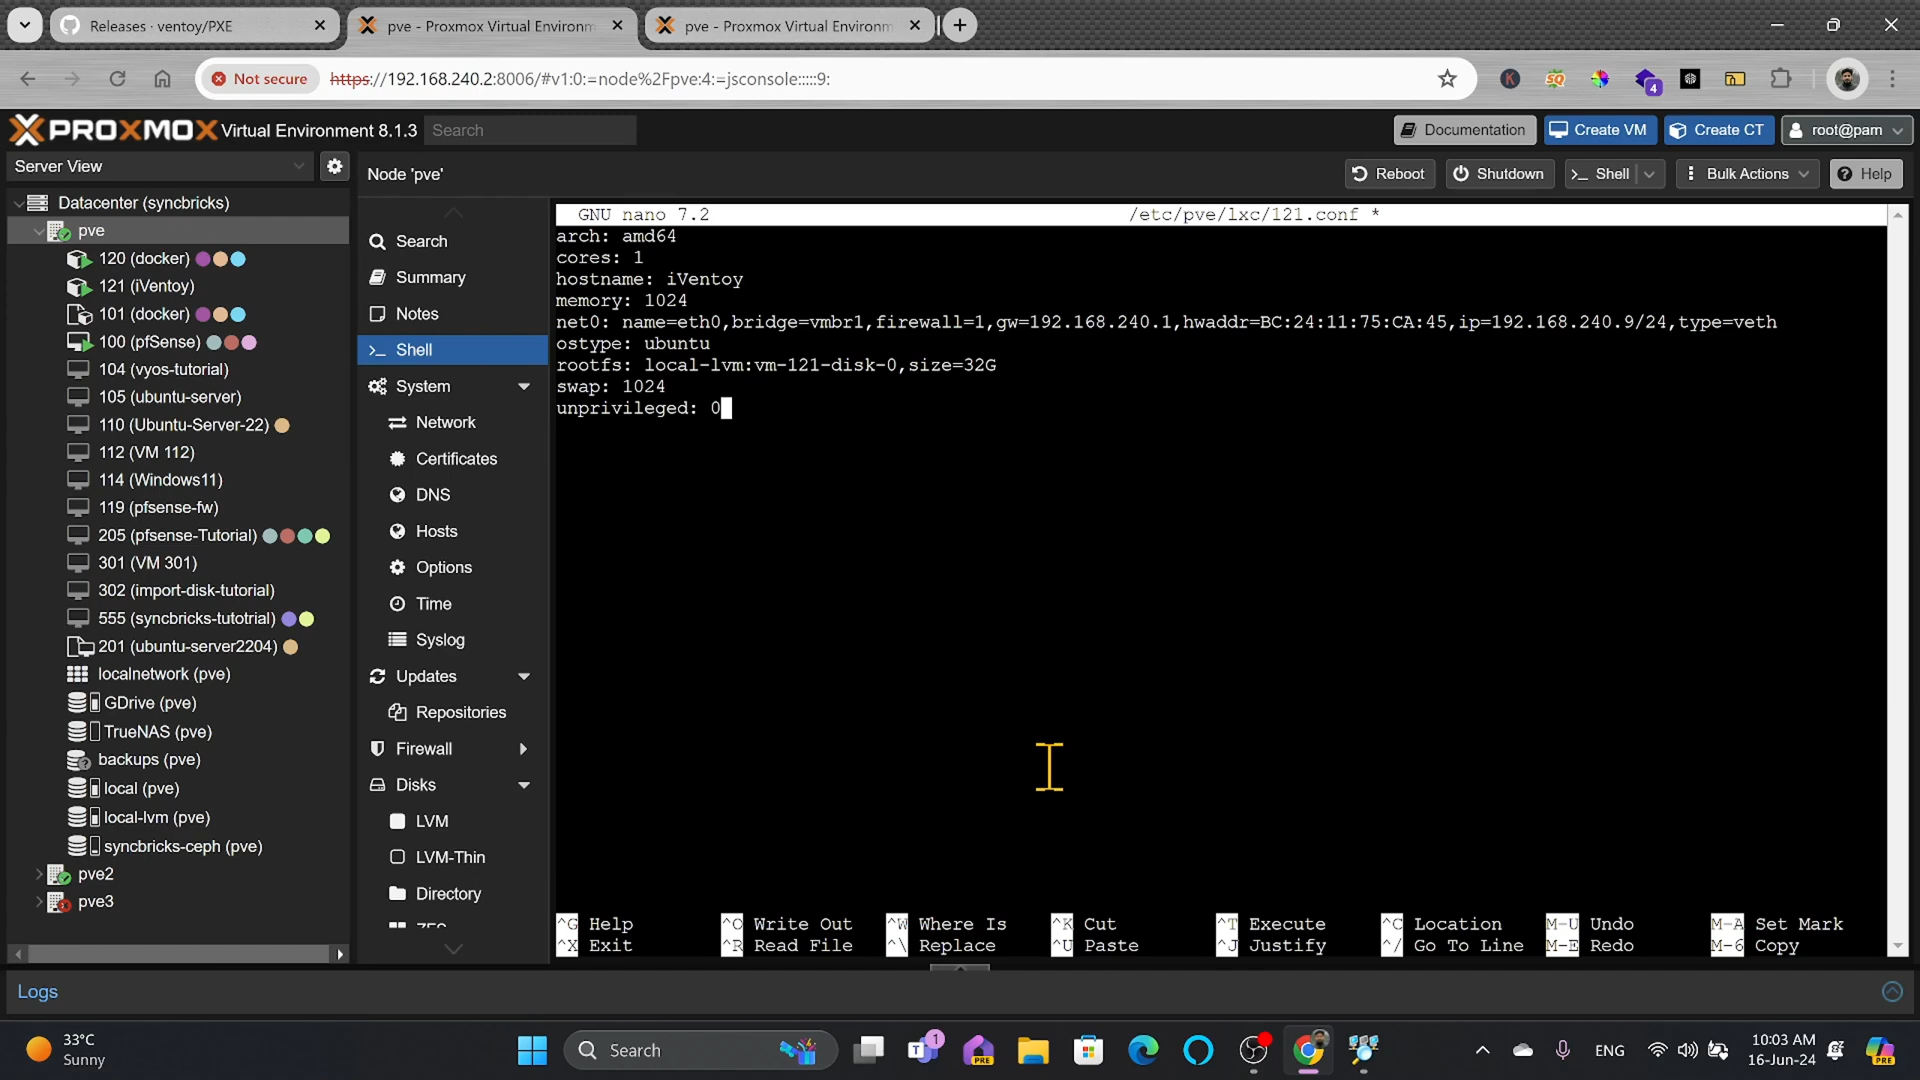 Releases · ventoy/PXE
pve - Proxmox Virtual Environm
pve - Proxmox Virtual Environm
Not secure
https://192.168.240.2:8006/#v1:0:=node%2Fpve:4:=jsconsole:::::9:
4
PROXMOX Virtual Environment 8.1.3
Search
Documentation
Create VM
Create CT
root@pam
Server View
Node 'pve'
Reboot
Shutdown
>_ Shell
Bulk Actions
Help
Datacenter (syncbricks)
pve
120 (docker)
121 (iVentoy)
101 (docker)
100 (pfSense)
104 (vyos-tutorial)
105 (ubuntu-server)
110 (Ubuntu-Server-22)
112 (VM 112)
114 (Windows11)
119 (pfsense-fw)
205 (pfsense-Tutorial)
301 (VM 301)
302 (import-disk-tutorial)
555 (syncbricks-tutotrial)
201 (ubuntu-server2204)
localnetwork (pve)
GDrive (pve)
TrueNAS (pve)
backups (pve)
local (pve)
local-lvm (pve)
syncbricks-ceph (pve)
pve2
pve3
Search
Summary
Notes
>_ Shell
System
Network
Certificates
DNS
Hosts
Options
Time
Syslog
Updates
Repositories
Firewall
Disks
LVM
LVM-Thin
Directory
ZFS
GNU nano 7.2 /etc/pve/lxc/121.conf *
arch: amd64
cores: 1
hostname: iVentoy
memory: 1024
net0: name=eth0,bridge=vmbr1,firewall=1,gw=192.168.240.1,hwaddr=BC:24:11:75:CA:45,ip=192.168.240.9/24,type=veth
ostype: ubuntu
rootfs: local-lvm:vm-121-disk-0,size=32G
swap: 1024
unprivileged: 0
^G Help ^O Write Out ^W Where Is ^K Cut ^T Execute ^C Location M-U Undo M-A Set Mark
^X Exit ^R Read File ^\ Replace ^U Paste ^J Justify ^/ Go To Line M-E Redo M-6 Copy
Logs
33°C
Sunny
Search
1
PRE
ENG
10:03 AM
16-Jun-24
PRE